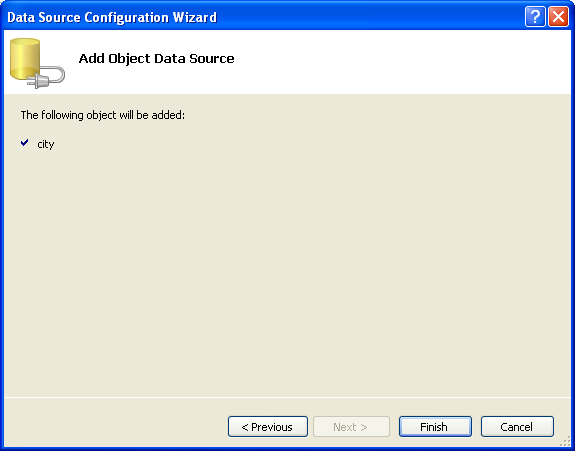 Data Source Configuration Wizard
?
Add Object Data Source
The following object will be added:
city
< Previous
Next >
Finish
Cancel